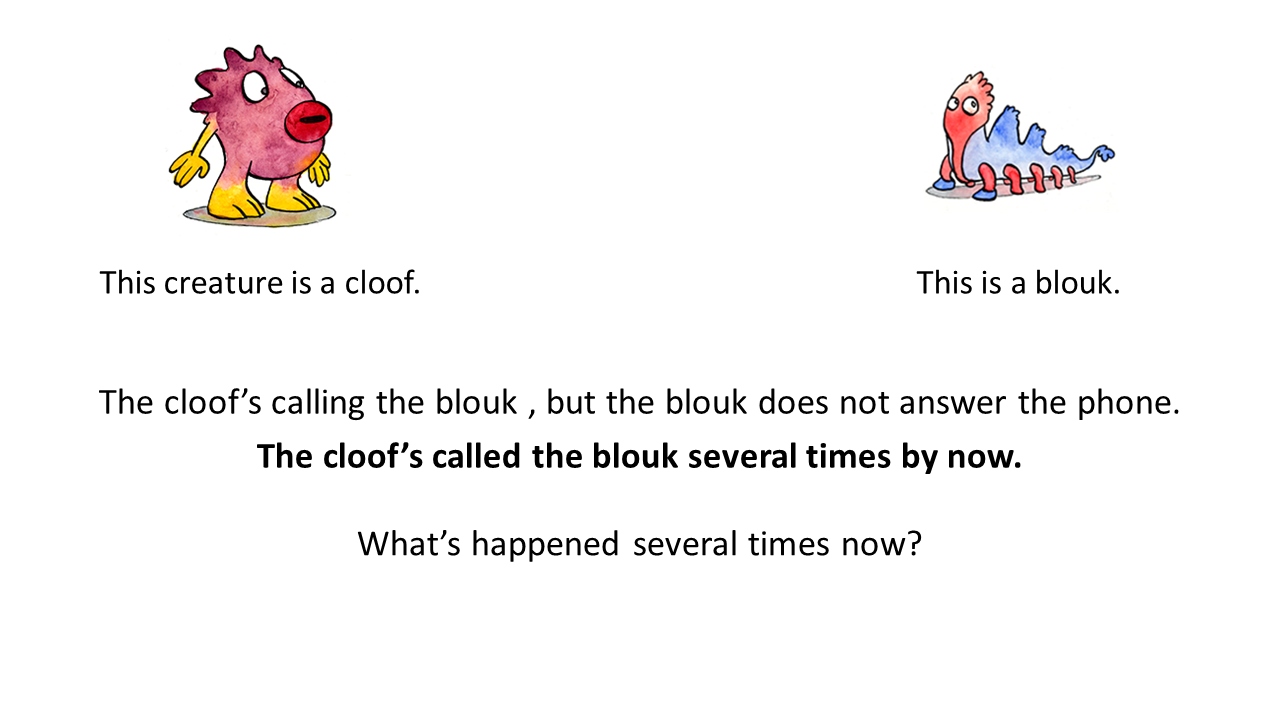 This creature is a cloof.
This is a blouk.
The cloof’s calling the blouk , but the blouk does not answer the phone.
The cloof’s called the blouk several times by now.
What’s happened several times now?